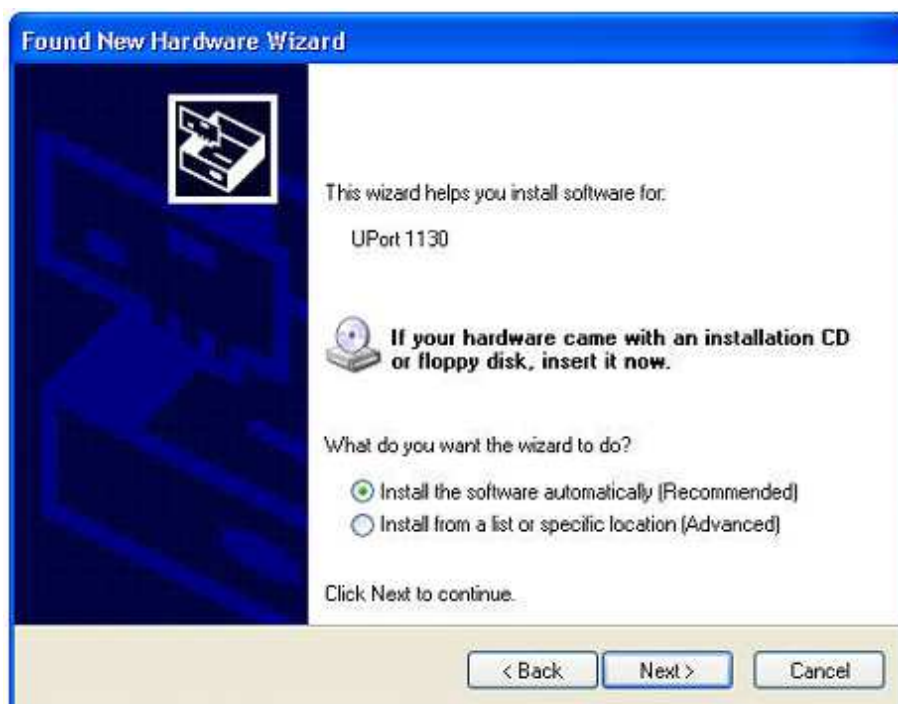 Found New Hardware Wizard
This wizard helps you install software for:
UPort 1130
If your hardware came with an installation CD
or floppy disk, insert it now.
What do you want the wizard to do?
Install the software automatically (Recommended)
Install from a list or specific location (Advanced)
Click Next to continue.
< Back
Next >
Cancel